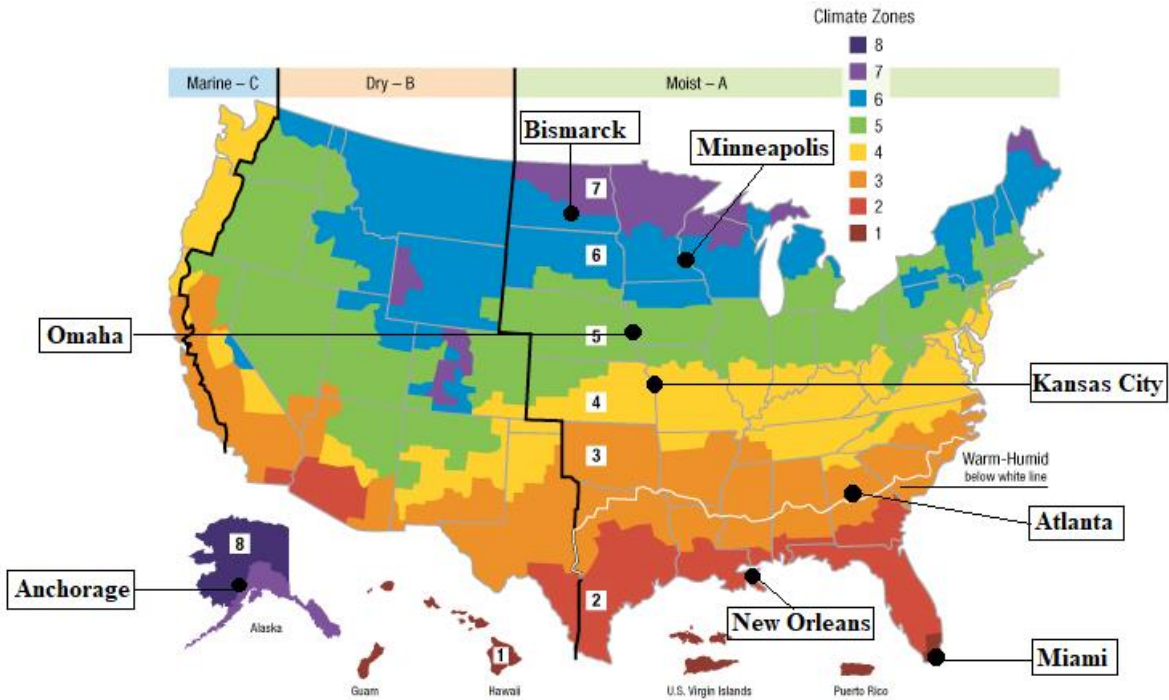 Climate Zones
8
7
6
5
4
3
2
1
Marine – C
Dry – B
Moist – A
Bismarck
Minneapolis
7
6
Omaha
5
Kansas City
4
3
Warm-Humid
below white line
Atlanta
8
Anchorage
Alaska
2
New Orleans
1
Miami
Guam
Hawaii
U.S. Virgin Islands
Puerto Rico